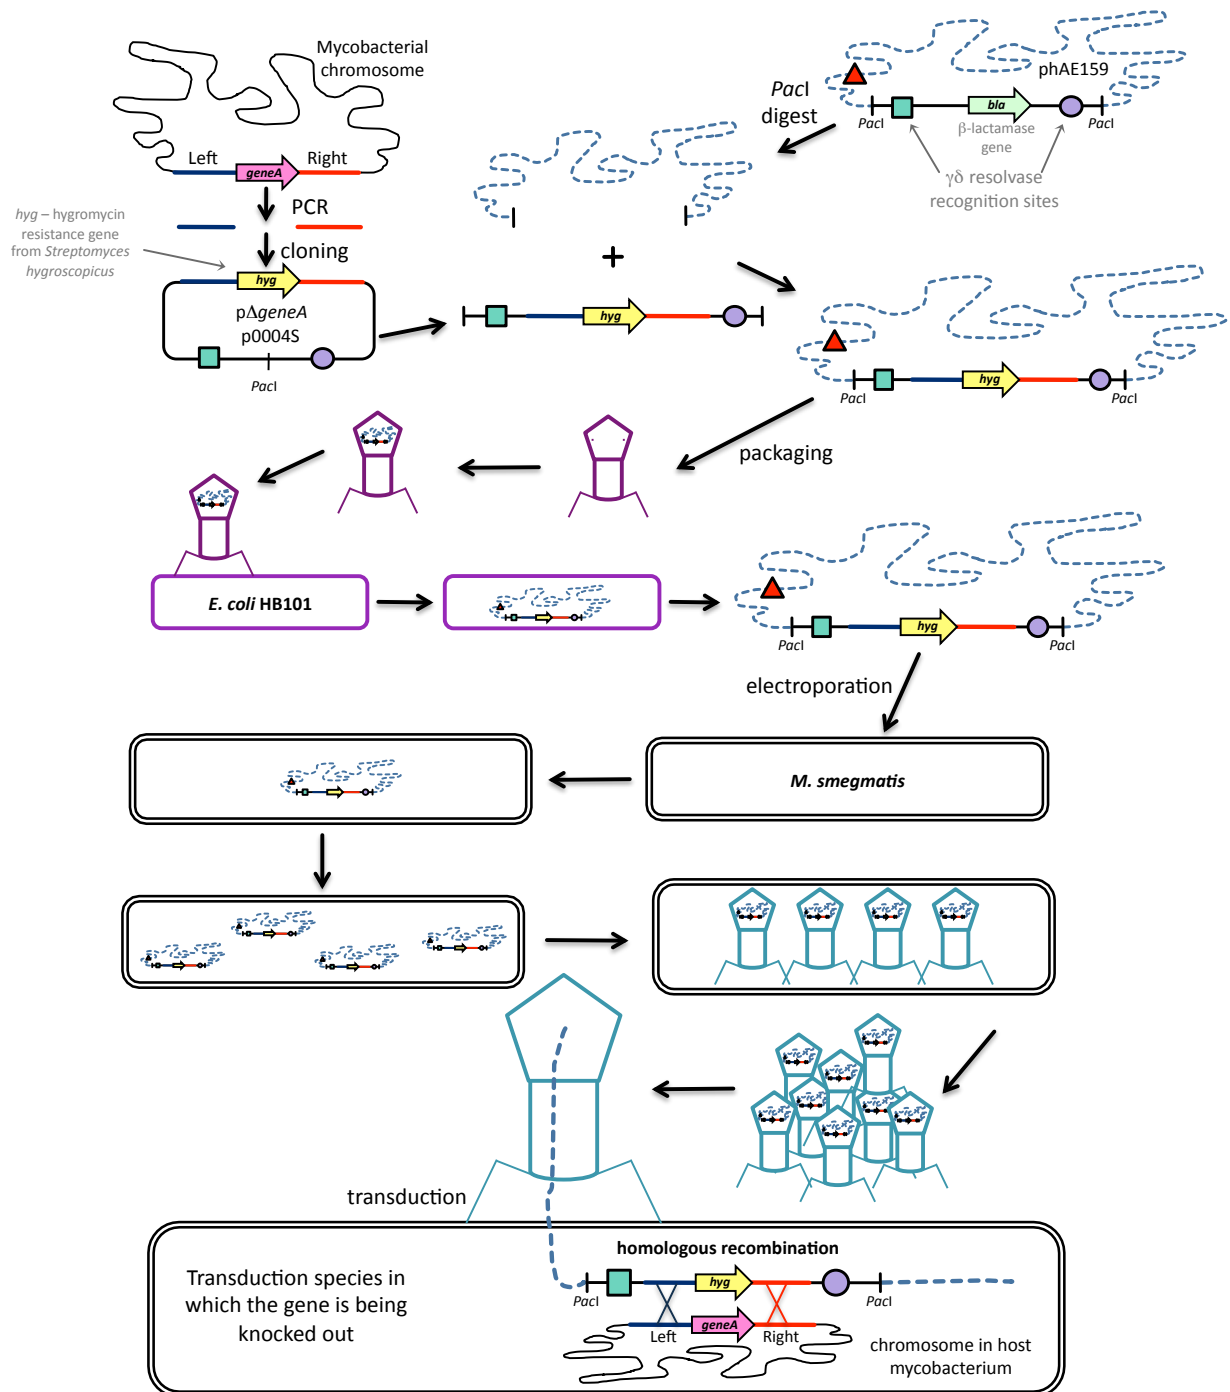 Mycobacterial
chromosome
Left
geneA
Right
PCR
hyg – hygromycin
resistance gene
from Streptomyces
hygroscopicus
cloning
hyg
pΔgeneA
p0004S
PacI
PacI
digest
phAE159
bla
PacI
PacI
β-lactamase
gene
γδ resolvase
recognition sites
+
hyg
hyg
PacI
PacI
packaging
E. coli HB101
hyg
PacI
PacI
electroporation
M. smegmatis
transduction
homologous recombination
Transduction species in
which the gene is being
knocked out
hyg
PacI
PacI
geneA
Left
Right
chromosome in host
mycobacterium